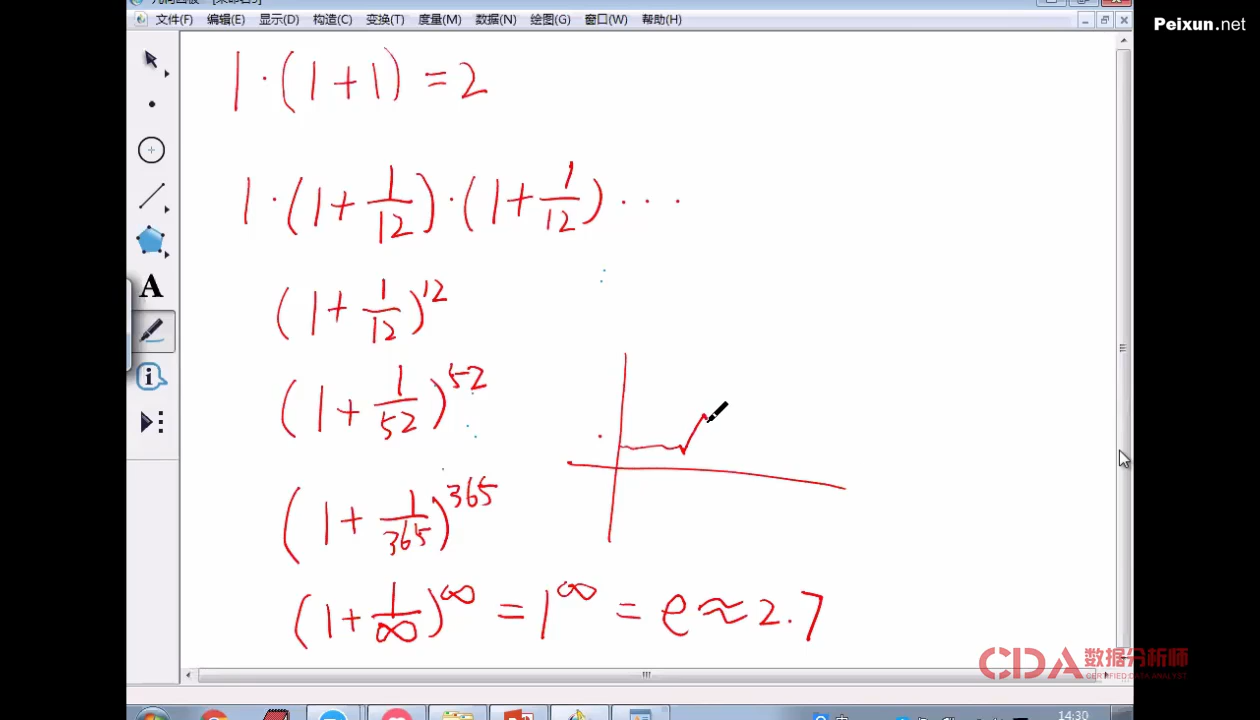 Peixun.net
文件(F) 编辑(E) 显示(D) 构造(C) 变换(T) 度量(M) 数据(N) 绘图(G) 窗口(W) 帮助(H)
1·(1+1)=2
1·(1+1/12)·(1+1/12)···
(1+1/12)^12
(1+1/52)^52
(1+1/365)^365
(1+1/∞)^∞ = 1^∞ = e≈2.7
A
CDA 数据分析师
CERTIFIED DATA ANALYST
14:30